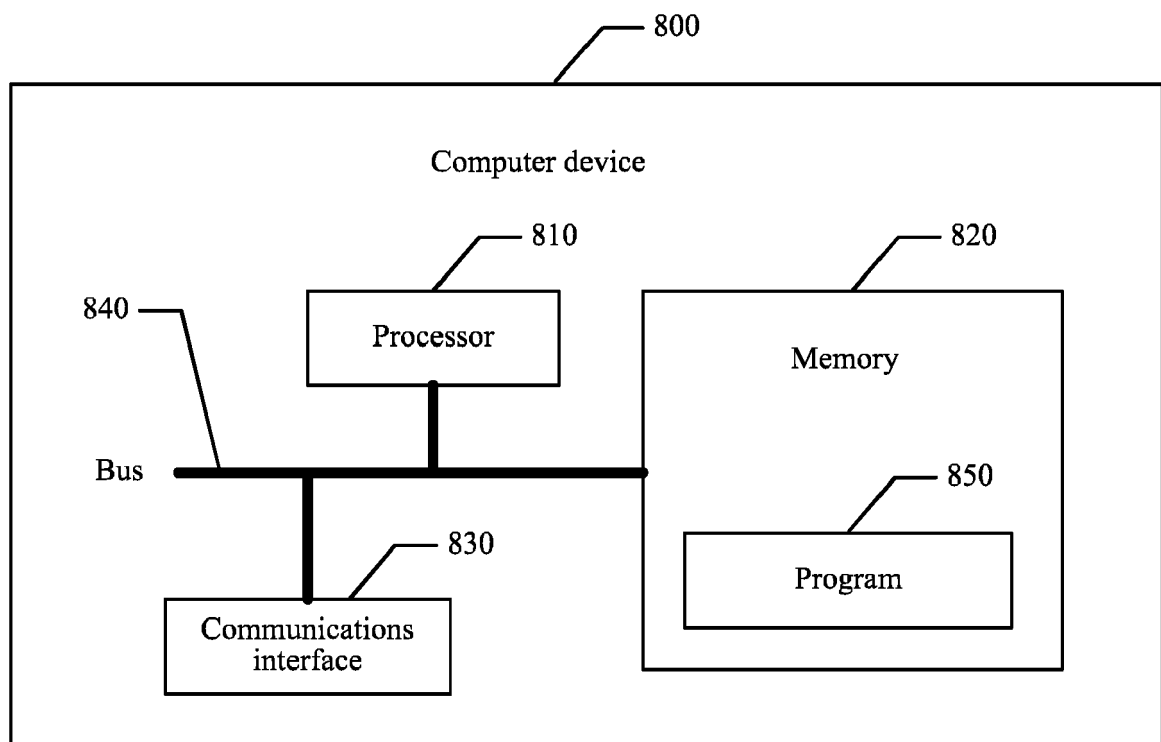 800
Computer device
810
820
840
Processor
Memory
Bus
850
830
Program
Communications
interface